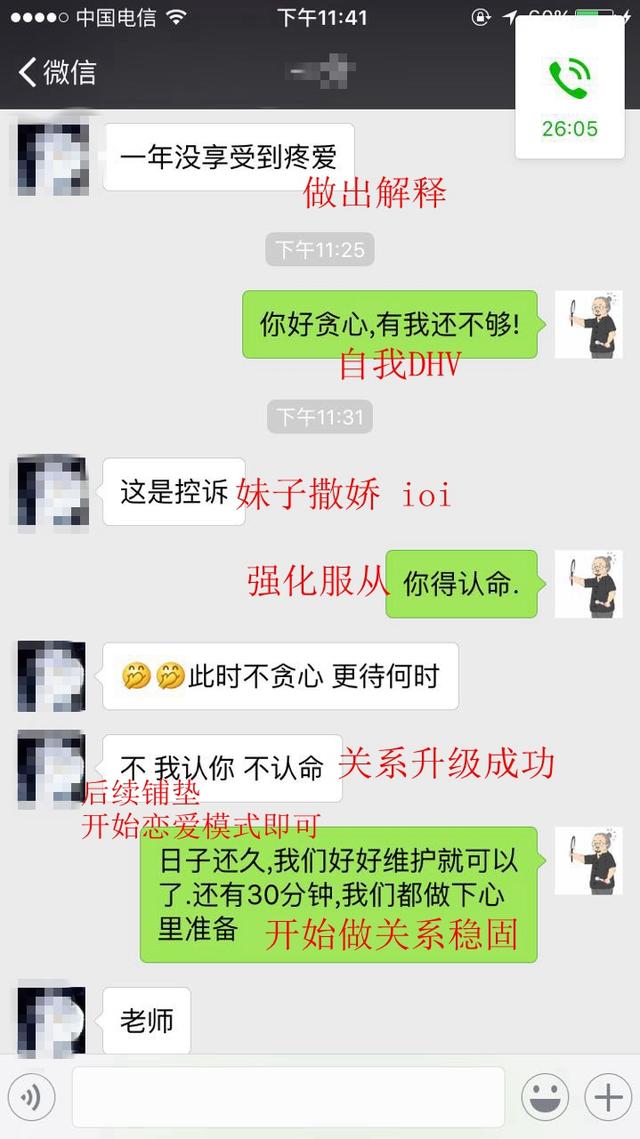 中国电信
下午11:41
60%
微信
26:05
一年没享受到疼爱
做出解释
下午11:25
你好贪心,有我还不够!
自我DHV
下午11:31
这是控诉
妹子撒娇 ioi
强化服从
你得认命.
此时不贪心 更待何时
不 我认你 不认命
关系升级成功
后续铺垫
开始恋爱模式即可
日子还久,我们好好维护就可以
了.还有30分钟,我们都做下心
里准备
开始做关系稳固
老师